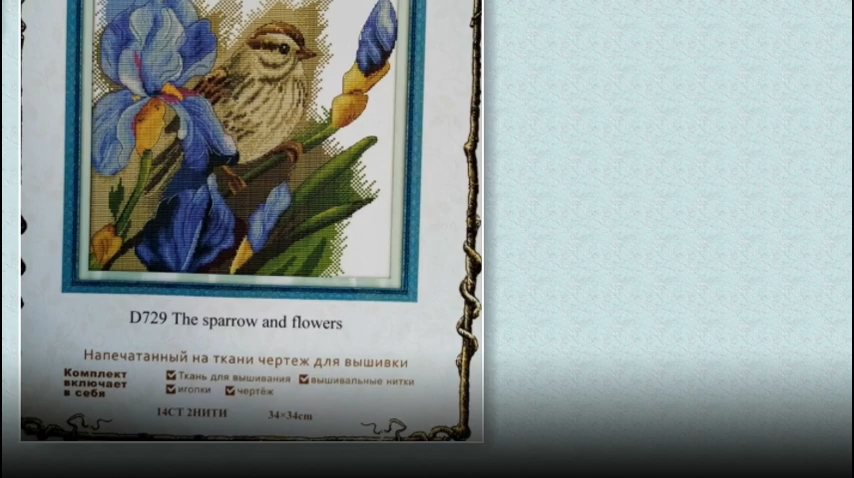 D729 The sparrow and flowers
Напечатанный на ткани чертеж для вышивки
Комплект включает в себя
Ткань для вышивания вышивальные нитки
иголки чертёж
14CT 2НИТИ 34×34cm